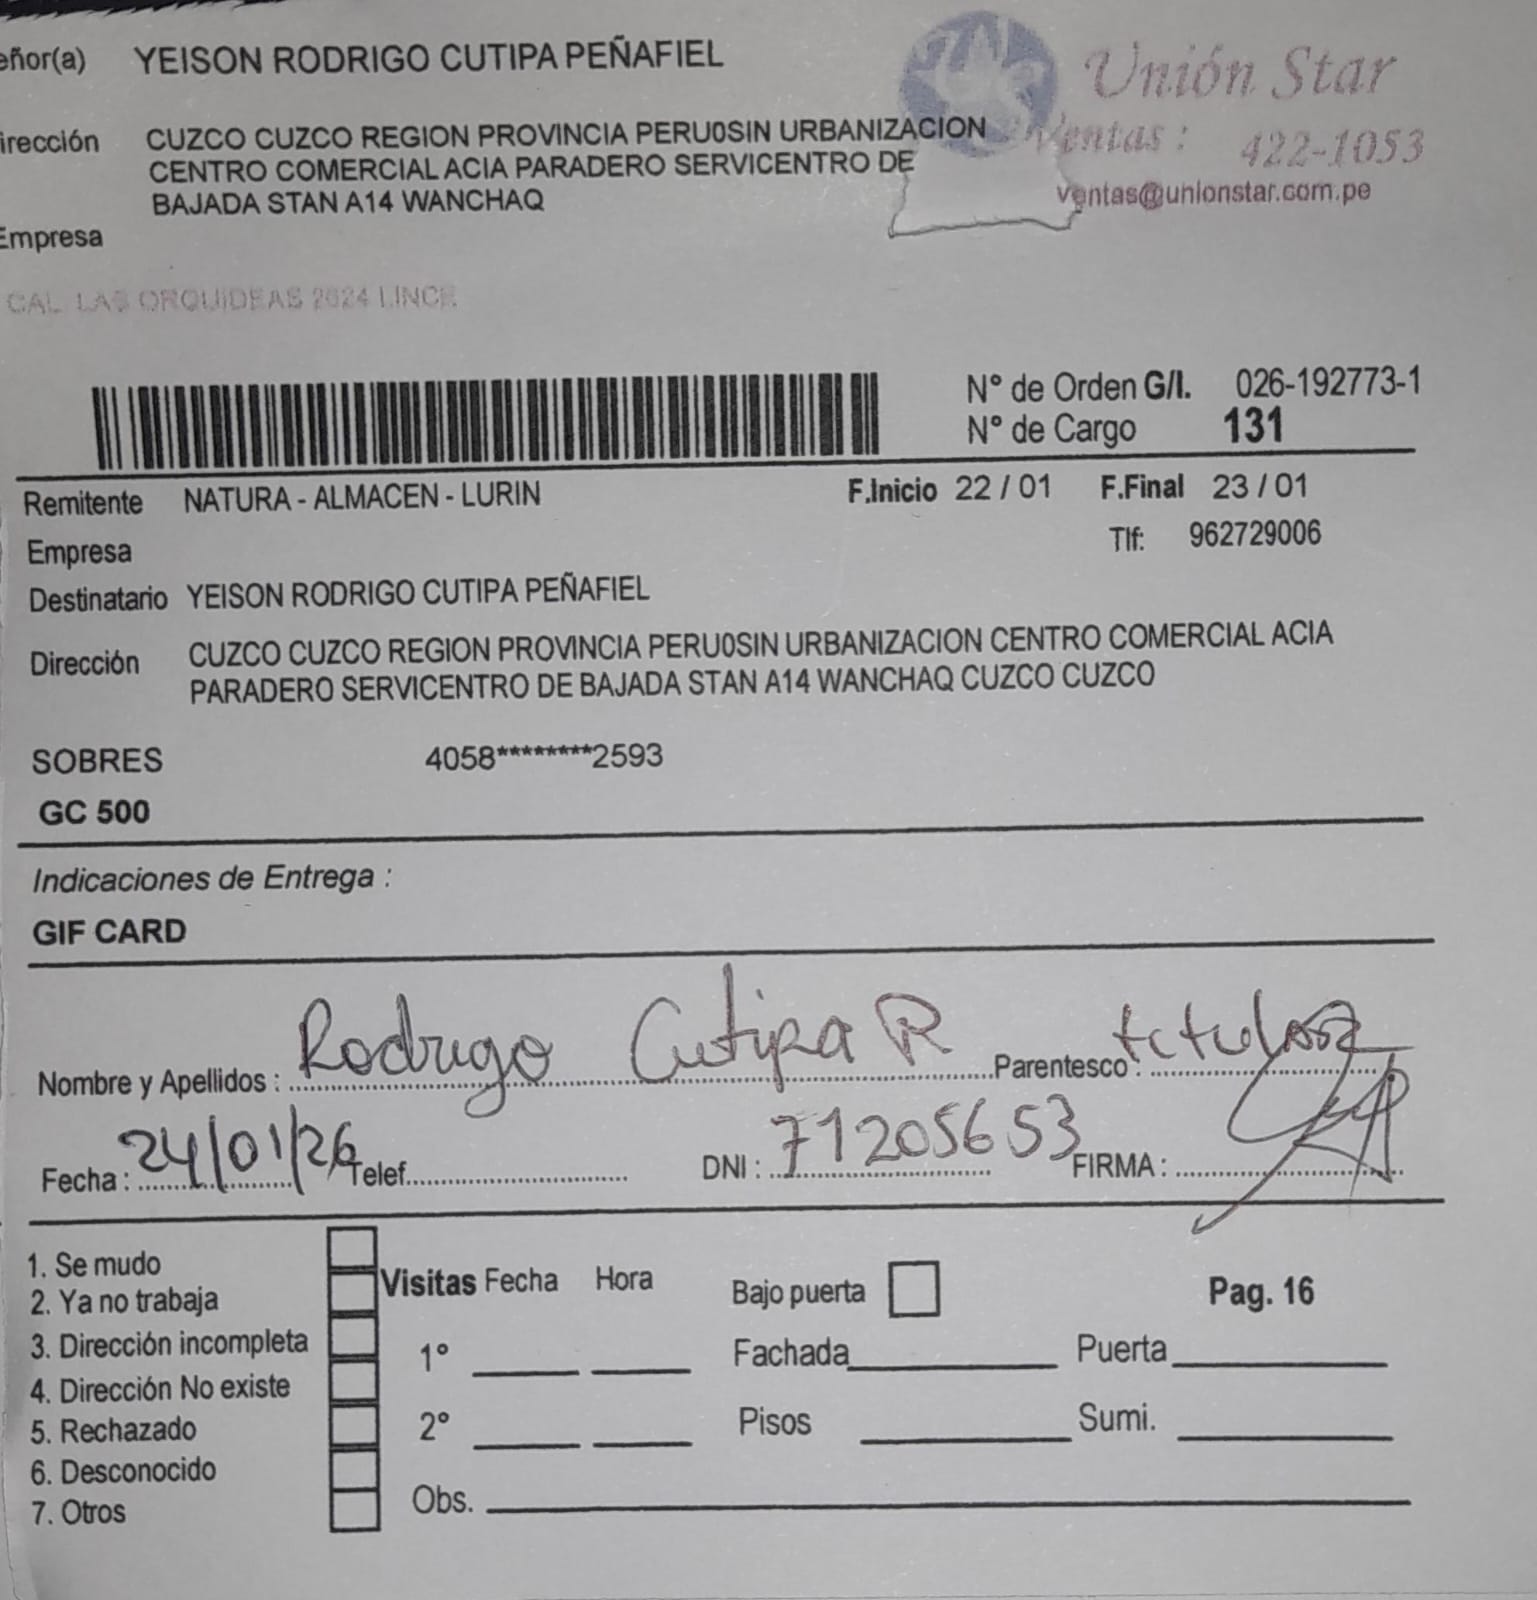 eñor(a) YEISON RODRIGO CUTIPA PEÑAFIEL
Unión Star
irección CUZCO CUZCO REGION PROVINCIA PERU0SIN URBANIZACION
CENTRO COMERCIAL ACIA PARADERO SERVICENTRO DE
BAJADA STAN A14 WANCHAQ
Ventas : 422-1053
ventas@unionstar.com.pe
Empresa
CAL. LAS ORQUIDEAS 2624 LINCE
N° de Orden G/I. 026-192773-1
N° de Cargo 131
Remitente NATURA - ALMACEN - LURIN F.Inicio 22 / 01 F.Final 23 / 01
Empresa Tlf: 962729006
Destinatario YEISON RODRIGO CUTIPA PEÑAFIEL
Dirección CUZCO CUZCO REGION PROVINCIA PERU0SIN URBANIZACION CENTRO COMERCIAL ACIA
PARADERO SERVICENTRO DE BAJADA STAN A14 WANCHAQ CUZCO CUZCO
SOBRES 4058********2593
GC 500
Indicaciones de Entrega :
GIF CARD
Nombre y Apellidos : Rodrigo Cutipa R Parentesco : titular
Fecha : 24/01/26 Telef. DNI : 71205653 FIRMA :
1. Se mudo
2. Ya no trabaja
3. Dirección incompleta
4. Dirección No existe
5. Rechazado
6. Desconocido
7. Otros
Visitas Fecha Hora Bajo puerta Pag. 16
1° Fachada Puerta
2° Pisos Sumi.
Obs.